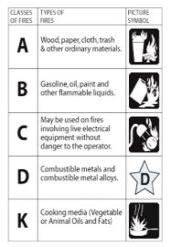 CLASSES OF FIRES
TYPES OF FIRES
PICTURE SYMBOL
A
Wood, paper, cloth, trash
& other ordinary materials.
B
Gasoline, oil, paint and
other flammable liquids.
C
May be used on fires
involving live electrical
equipment without
danger to the operator.
D
Combustible metals and
combustible metal alloys.
D
K
Cooking media (Vegetable
or Animal Oils and Fats)